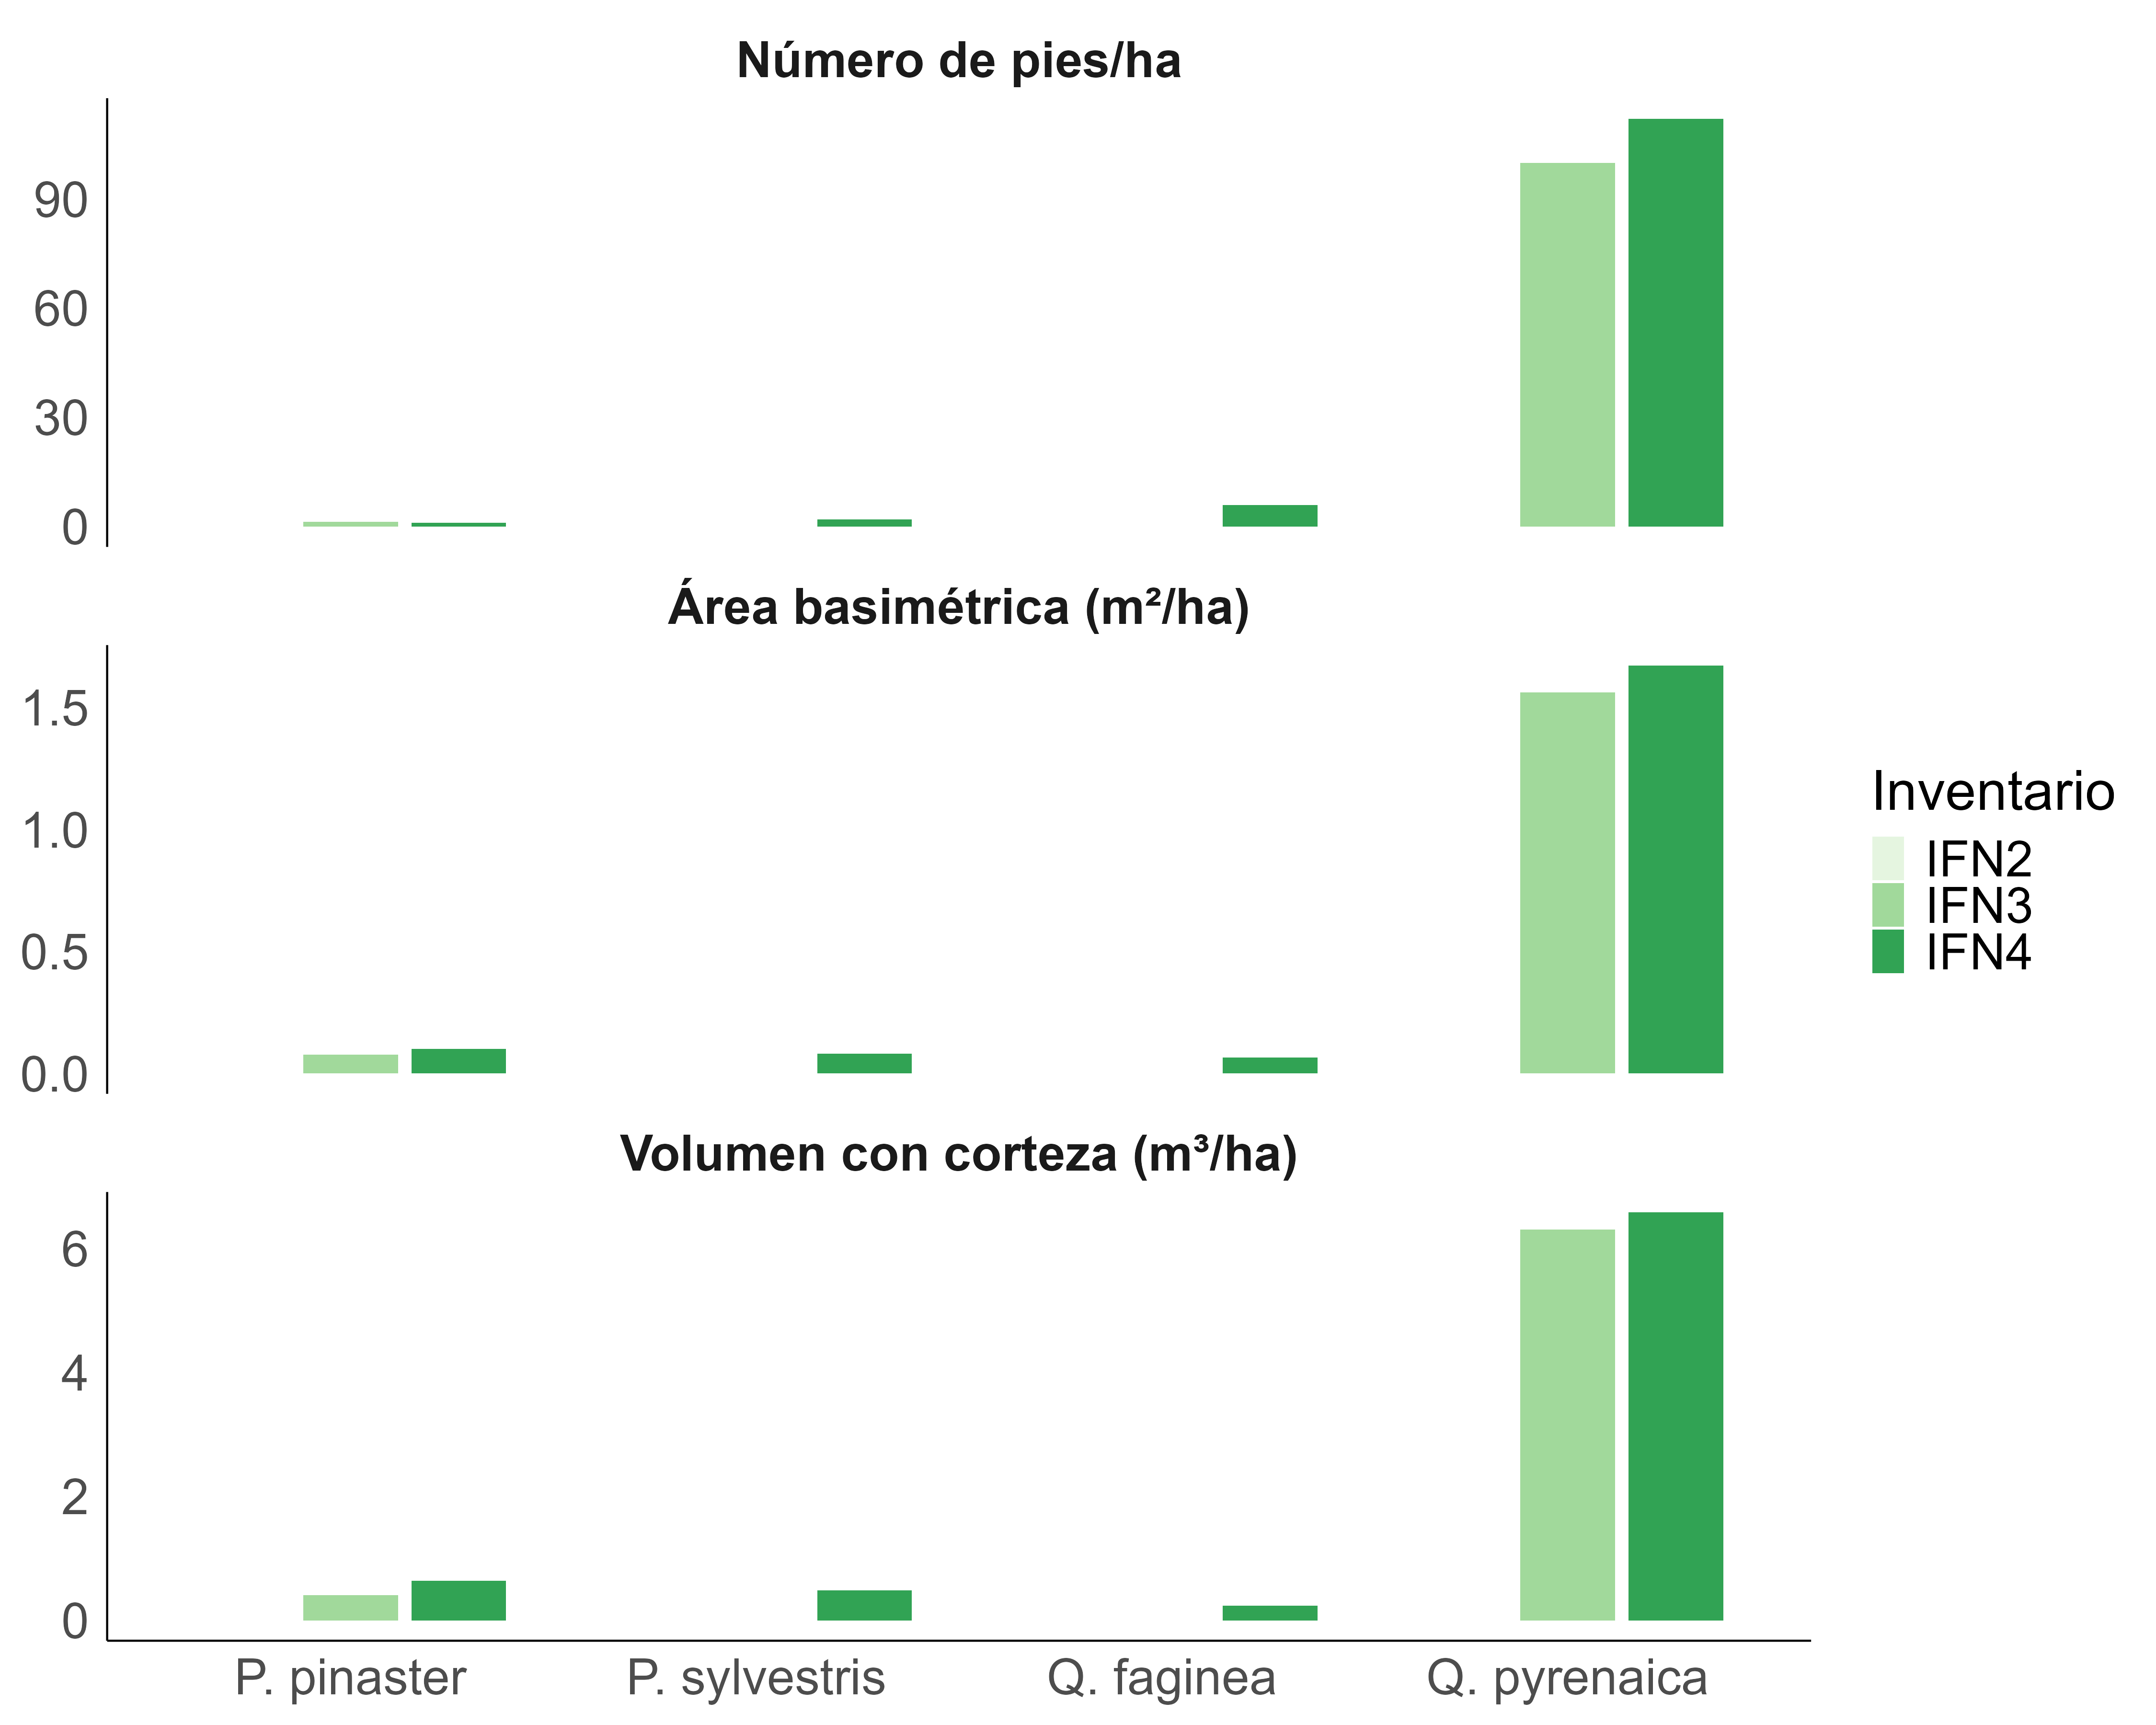 Número de pies/ha
90
60
30
0
Área basimétrica (m²/ha)
1.5
1.0
0.5
0.0
Inventario
IFN2
IFN3
IFN4
Volumen con corteza (m³/ha)
6
4
2
0
P. pinaster P. sylvestris Q. faginea Q. pyrenaica